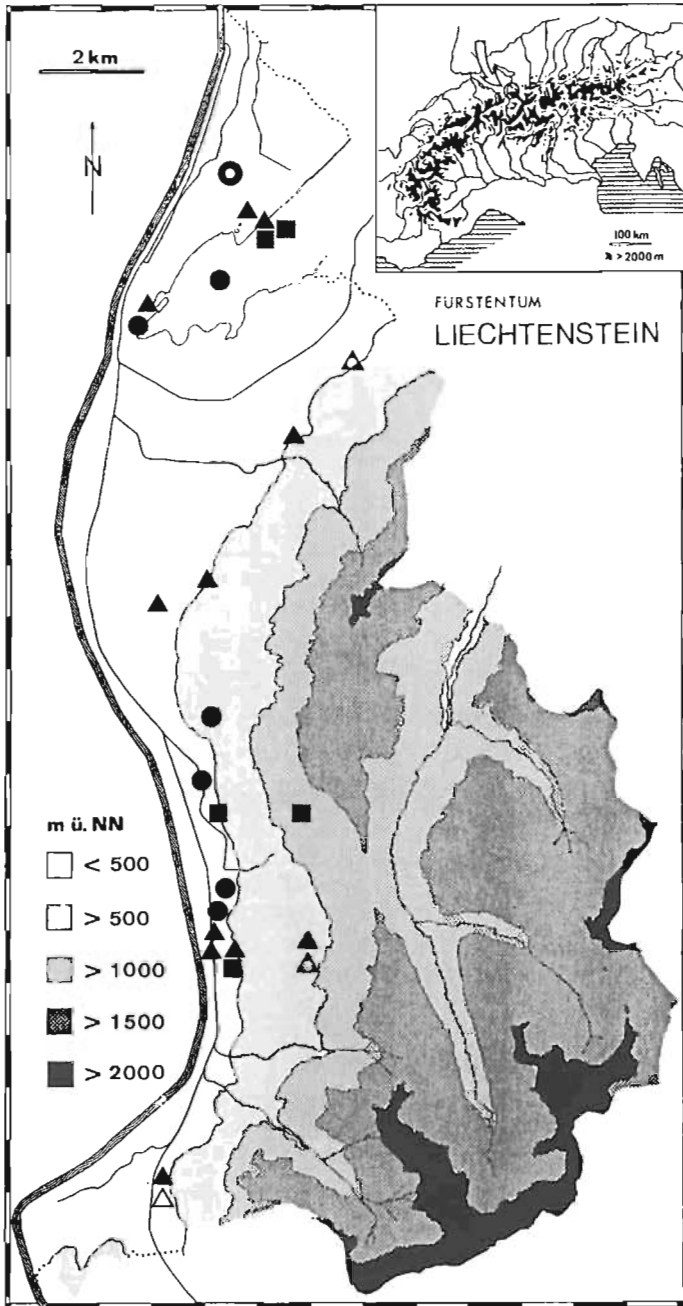 2 km
N
100 km
> 2000 m
FÜRSTENTUM
LIECHTENSTEIN
m ü. NN
< 500
> 500
> 1000
> 1500
> 2000